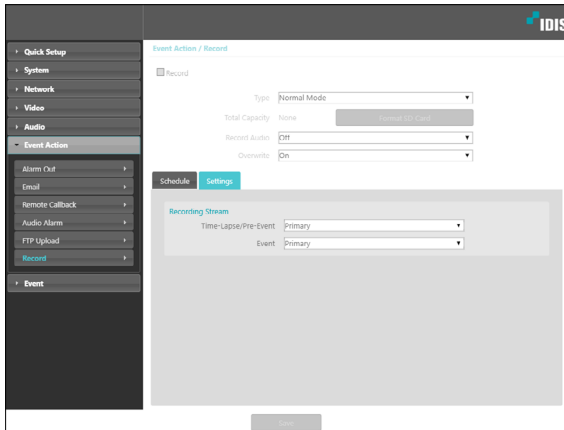 IDIS
Quick Setup
System
Network
Video
Audio
Event Action
Alarm Out
Email
Remote Callback
Audio Alarm
FTP Upload
Record
Event
Event Action / Record
Record
Type Normal Mode
Total Capacity None Format SD Card
Record Audio Off
Overwrite On
Schedule Settings
Recording Stream
Time-Lapse/Pre-Event Primary
Event Primary
Save